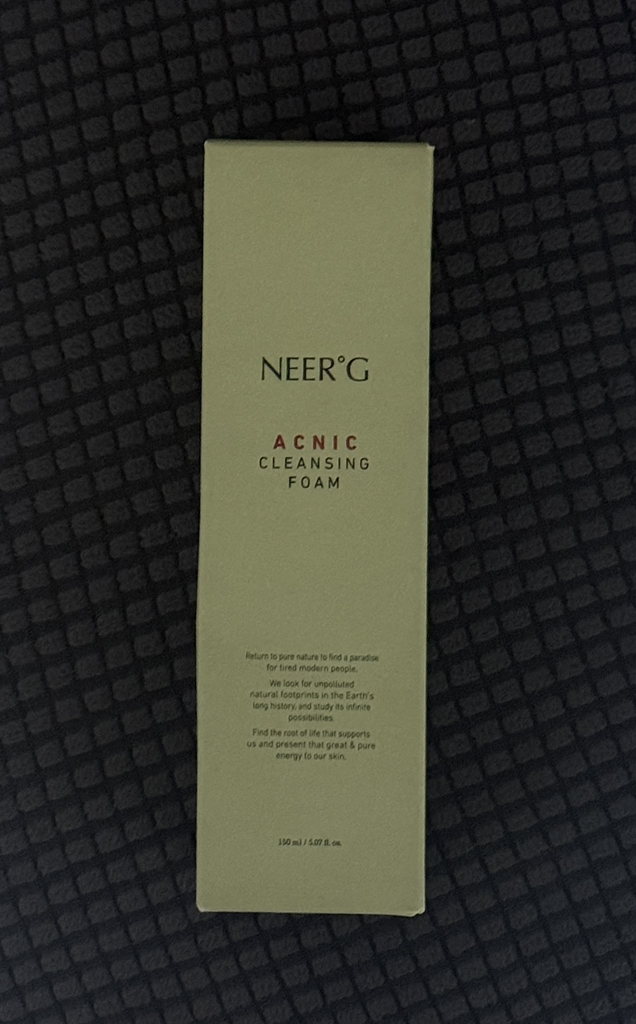 NEER°G
ACNIC
CLEANSING
FOAM
Return to pure nature to find a paradise
for tired modern people.
We look for unpolluted
natural footprints in the Earth's
long history, and study its infinite
possibilities.
Find the root of life that supports
us and present that great & pure
energy to our skin.
150 ml / 5.07 fl. oz.